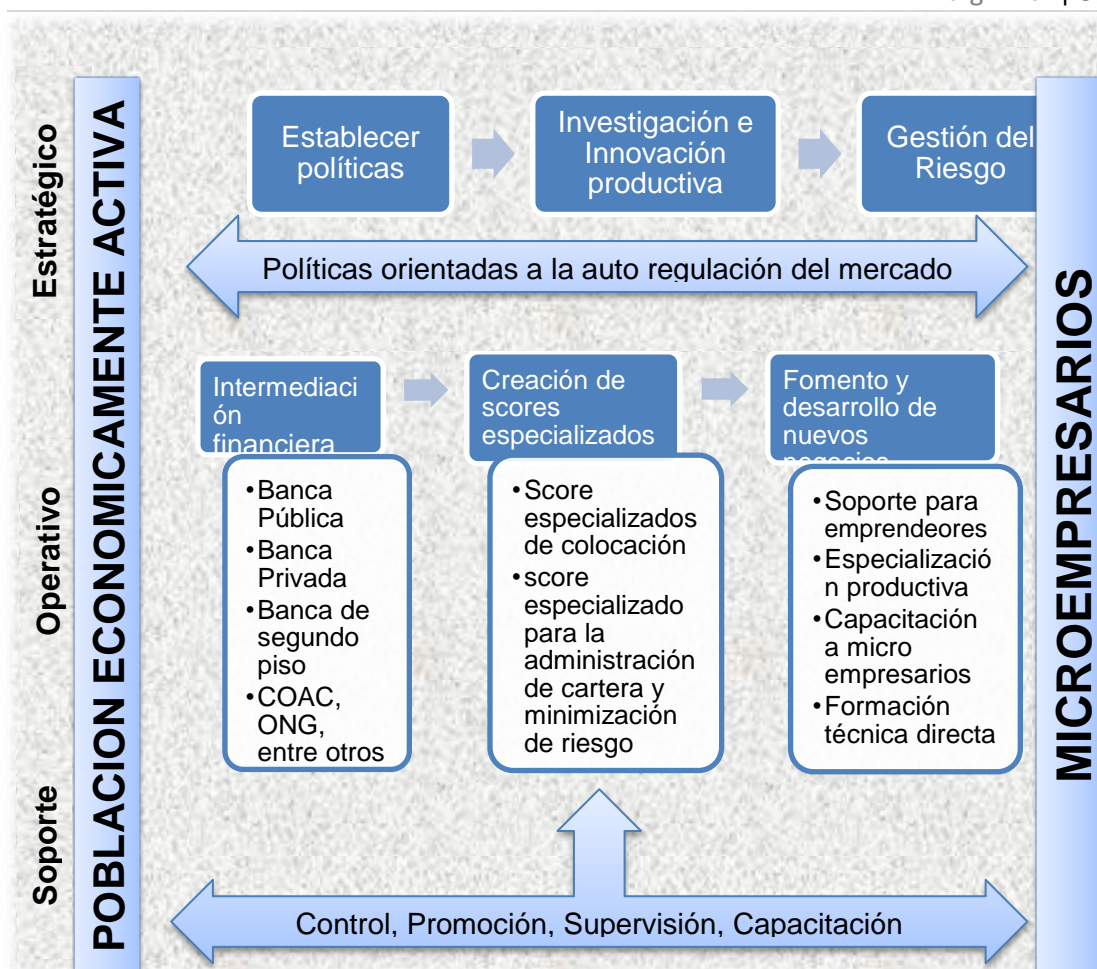 Estratégico
Operativo
Soporte
POBLACION ECONOMICAMENTE ACTIVA
Establecer
políticas
Investigación e
Innovación
productiva
Gestión del
Riesgo
Políticas orientadas a la auto regulación del mercado
Intermediaci
ón
financiera
Creación de
scores
especializados
Fomento y
desarrollo de
nuevos
negocios
•Banca
Pública
•Banca
Privada
•Banca de
segundo
piso
•COAC,
ONG,
entre otros
•Score
especializados
de colocación
•score
especializado
para la
administración
de cartera y
minimización
de riesgo
•Soporte para
emprendeores
•Especializació
n productiva
•Capacitación
a micro
empresarios
•Formación
técnica directa
Control, Promoción, Supervisión, Capacitación
MICROEMPRESARIOS